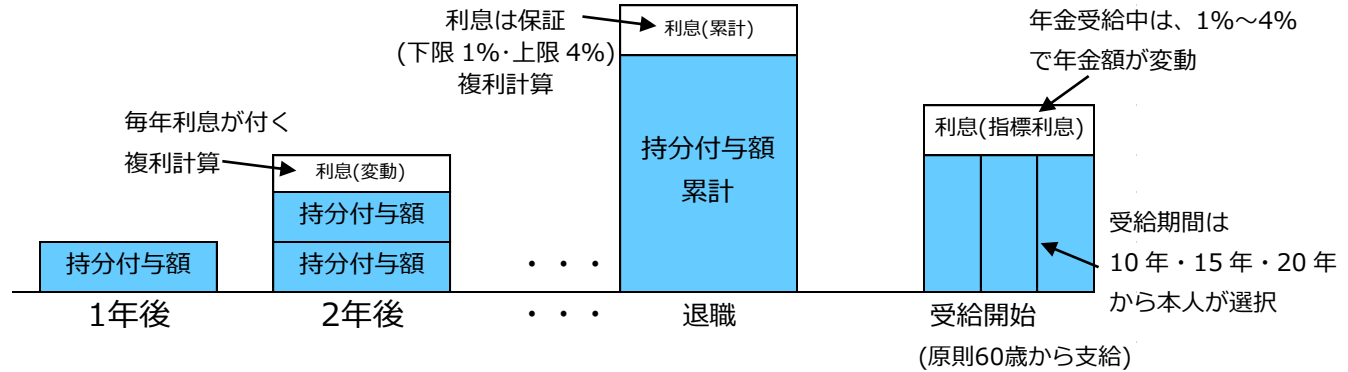 利息は保証
(下限 1%･上限 4%)
複利計算
利息(累計)
年金受給中は、1%～4%
で年金額が変動
毎年利息が付く
複利計算
利息(変動)
持分付与額
持分付与額
持分付与額
持分付与額
累計
利息(指標利息)
受給期間は
10 年・15 年・20 年
から本人が選択
・・・
1年後
2年後
・・・
退職
受給開始
(原則60歳から支給)